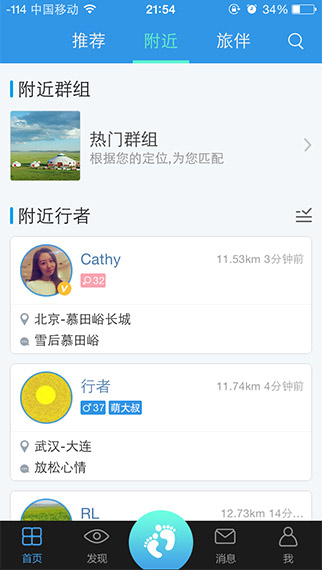 -114 中国移动 21:54 34%
推荐 附近 旅伴
附近群组
热门群组
根据您的定位,为您匹配
附近行者
Cathy 11.53km 3分钟前
32
北京-慕田峪长城
雪后慕田峪
行者 11.74km 4分钟前
37 萌大叔
武汉-大连
放松心情
RL 12.73km 14分...
首页 发现 消息 我